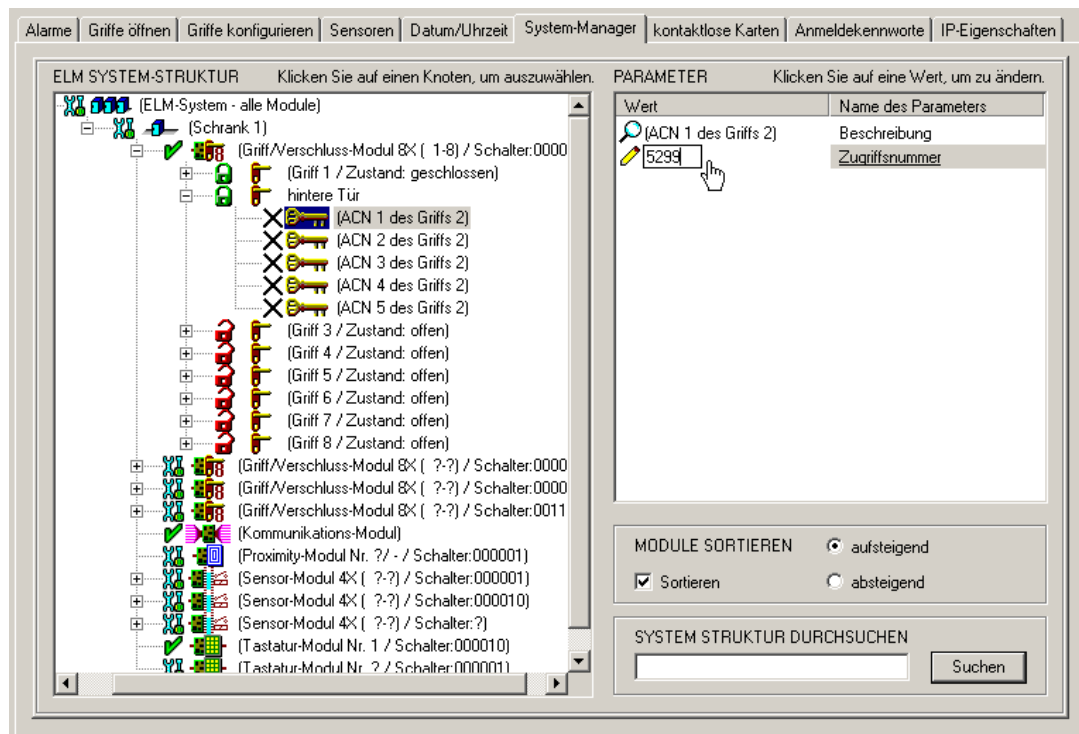 Alarme Griffe öffnen Griffe konfigurieren Sensoren Datum/Uhrzeit System-Manager kontaktlose Karten Anmeldekennworte IP-Eigenschaften
ELM SYSTEM-STRUKTUR Klicken Sie auf einen Knoten, um auszuwählen.
(ELM-System - alle Module)
(Schrank 1)
(Griff/Verschluss-Modul 8X ( 1-8) / Schalter:0000
(Griff 1 / Zustand: geschlossen)
hintere Tür
(ACN 1 des Griffs 2)
(ACN 2 des Griffs 2)
(ACN 3 des Griffs 2)
(ACN 4 des Griffs 2)
(ACN 5 des Griffs 2)
(Griff 3 / Zustand: offen)
(Griff 4 / Zustand: offen)
(Griff 5 / Zustand: offen)
(Griff 6 / Zustand: offen)
(Griff 7 / Zustand: offen)
(Griff 8 / Zustand: offen)
(Griff/Verschluss-Modul 8X ( ?-?) / Schalter:0000
(Griff/Verschluss-Modul 8X ( ?-?) / Schalter:0000
(Griff/Verschluss-Modul 8X ( ?-?) / Schalter:0011
(Kommunikations-Modul)
(Proximity-Modul Nr. ?/ - / Schalter:000001)
(Sensor-Modul 4X ( ?-?) / Schalter:000001)
(Sensor-Modul 4X ( ?-?) / Schalter:000010)
(Sensor-Modul 4X ( ?-?) / Schalter:?)
(Tastatur-Modul Nr. 1 / Schalter:000010)
(Tastatur-Modul Nr. ? / Schalter:000001)
PARAMETER Klicken Sie auf eine Wert, um zu ändern.
Wert Name des Parameters
(ACN 1 des Griffs 2) Beschreibung
5299 Zugriffsnummer
MODULE SORTIEREN aufsteigend
Sortieren absteigend
SYSTEM STRUKTUR DURCHSUCHEN
Suchen